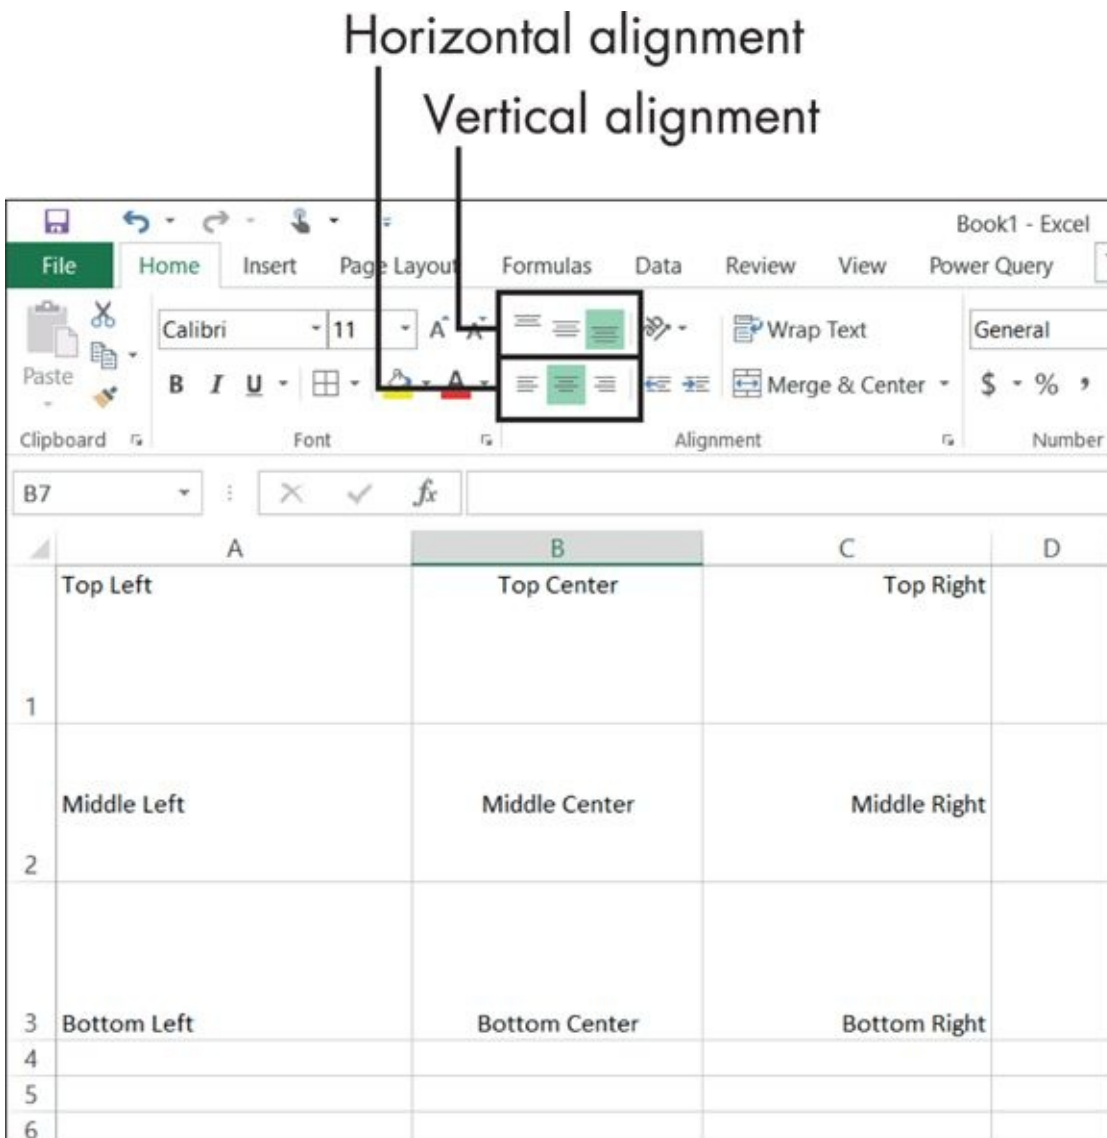 Horizontal alignment
Vertical alignment
Book1 - Excel
File Home Insert Page Layout Formulas Data Review View Power Query
Calibri 11 A A Wrap Text General
Paste B I U A Merge & Center $ % ,
Clipboard Font Alignment Number
B7 fx
A B C D
Top Left Top Center Top Right
1
Middle Left Middle Center Middle Right
2
3 Bottom Left Bottom Center Bottom Right
4
5
6